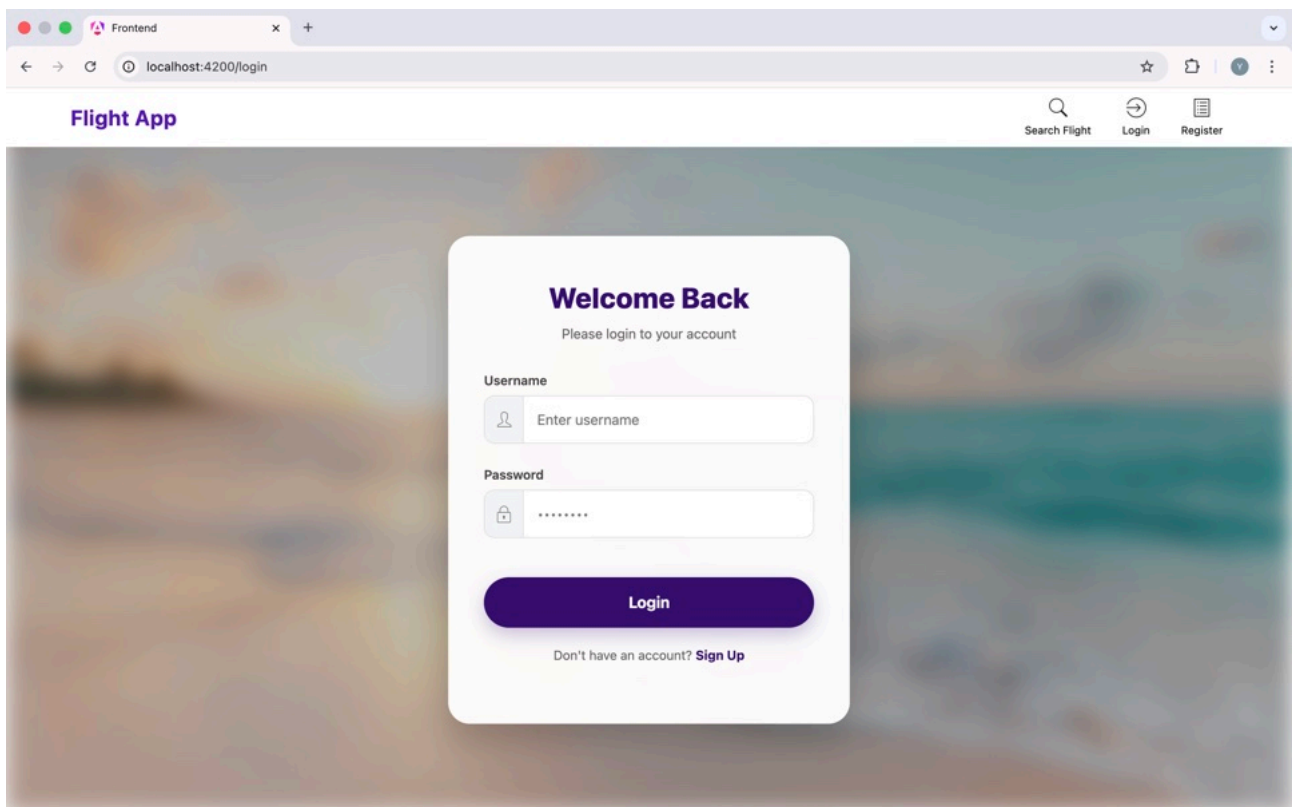 Frontend
localhost:4200/login
Y
Flight App
Search Flight
Login
Register
Welcome Back
Please login to your account
Username
Enter username
Password
••••••••
Login
Don't have an account? Sign Up